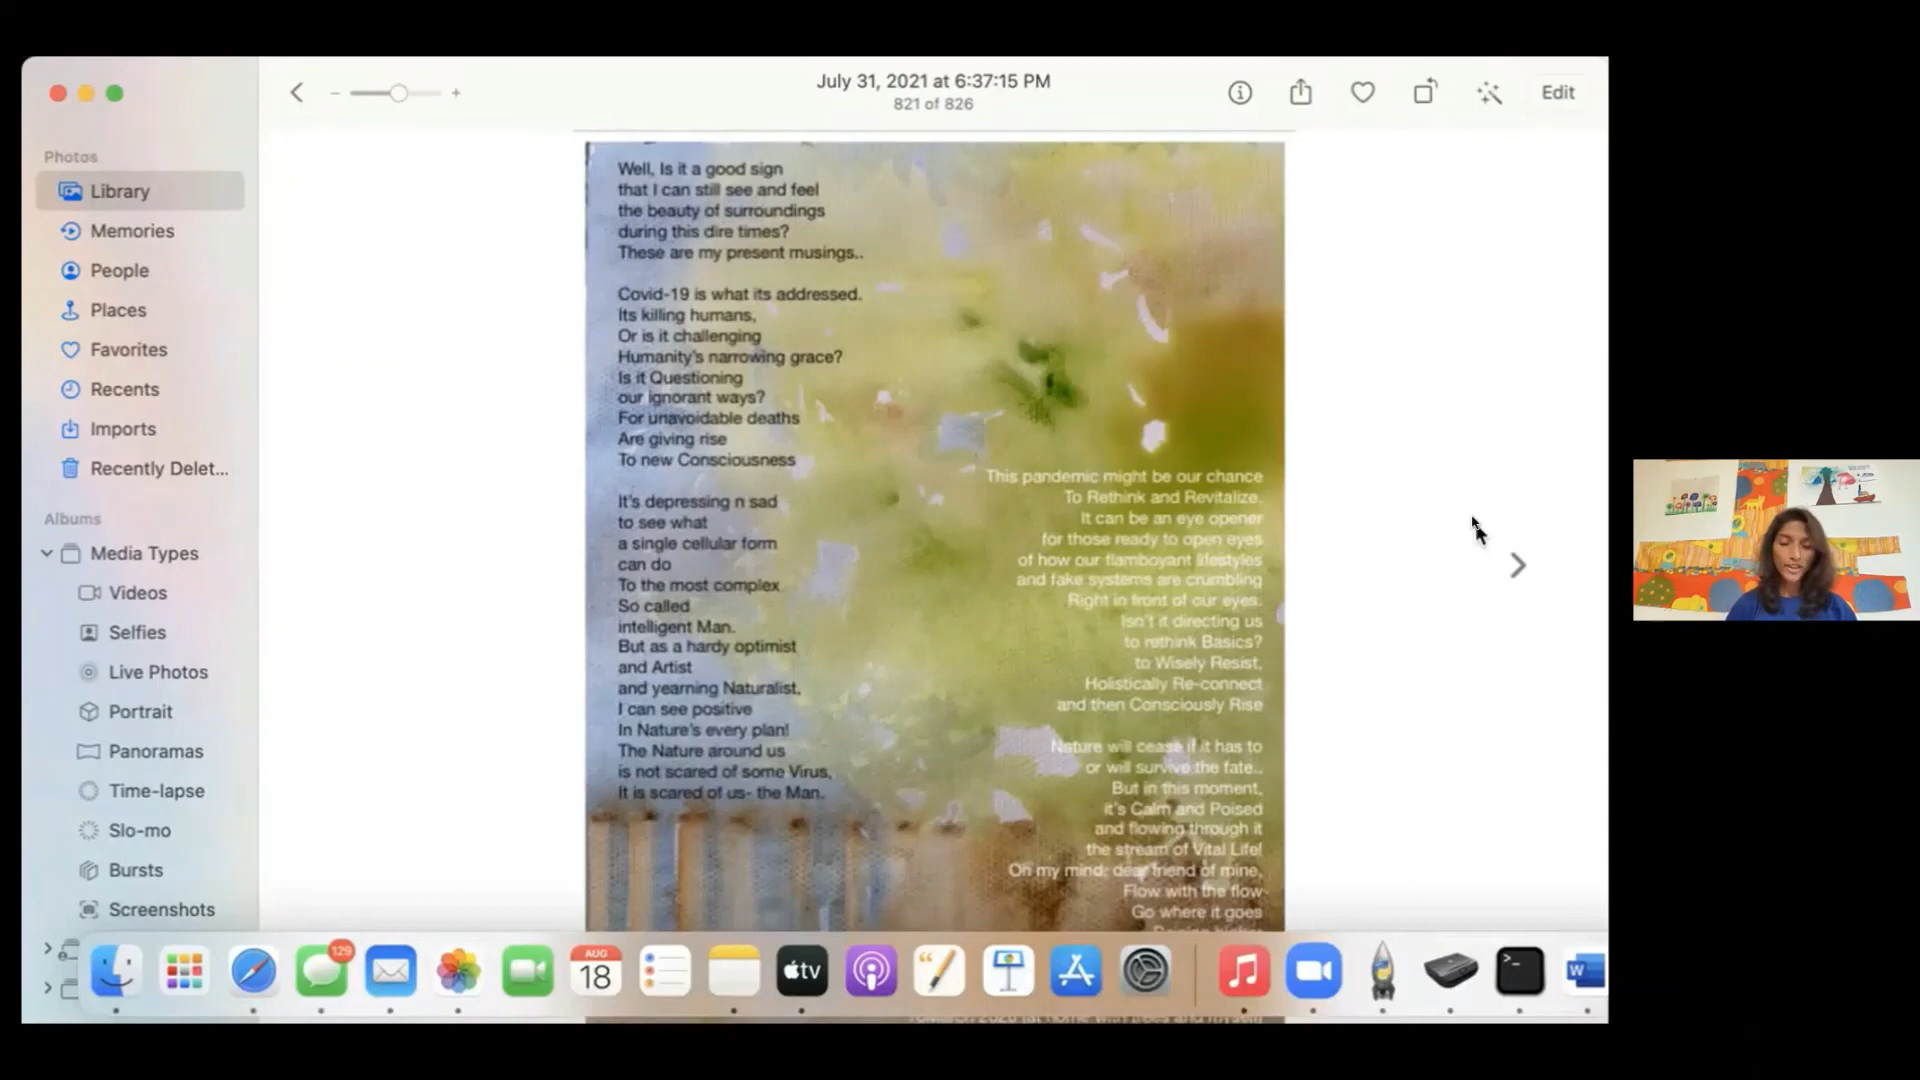 July 31, 2021 at 6:37:15 PM
821 of 826
Edit
Photos
Library
Memories
People
Places
Favorites
Recents
Imports
Recently Delet...
Albums
Media Types
Videos
Selfies
Live Photos
Portrait
Panoramas
Time-lapse
Slo-mo
Bursts
Screenshots
Well, Is it a good sign
that I can still see and feel
the beauty of surroundings
during this dire times?
These are my present musings..
Covid-19 is what its addressed.
Its killing humans,
Or is it challenging
Humanity's narrowing grace?
Is it Questioning
our ignorant ways?
For unavoidable deaths
Are giving rise
To new Consciousness
It's depressing n sad
to see what
a single cellular form
can do
To the most complex
So called
intelligent Man.
But as a hardy optimist
and Artist
and yearning Naturalist,
I can see positive
In Nature's every plan!
The Nature around us
is not scared of some Virus,
It is scared of us- the Man.
This pandemic might be our chance
To Rethink and Revitalize.
It can be an eye opener
for those ready to open eyes
of how our flamboyant lifestyles
and fake systems are crumbling
Right in front of our eyes.
Isn't it directing us
to rethink Basics?
to Wisely Resist,
Holistically Re-connect
and then Consciously Rise
Nature will cease if it has to
or will survive the fate..
But in this moment,
it's Calm and Poised
and flowing through it
the stream of Vital Life!
Oh my mind; dear friend of mine,
Flow with the flow
Go where it goes
129
AUG
18
tv
W